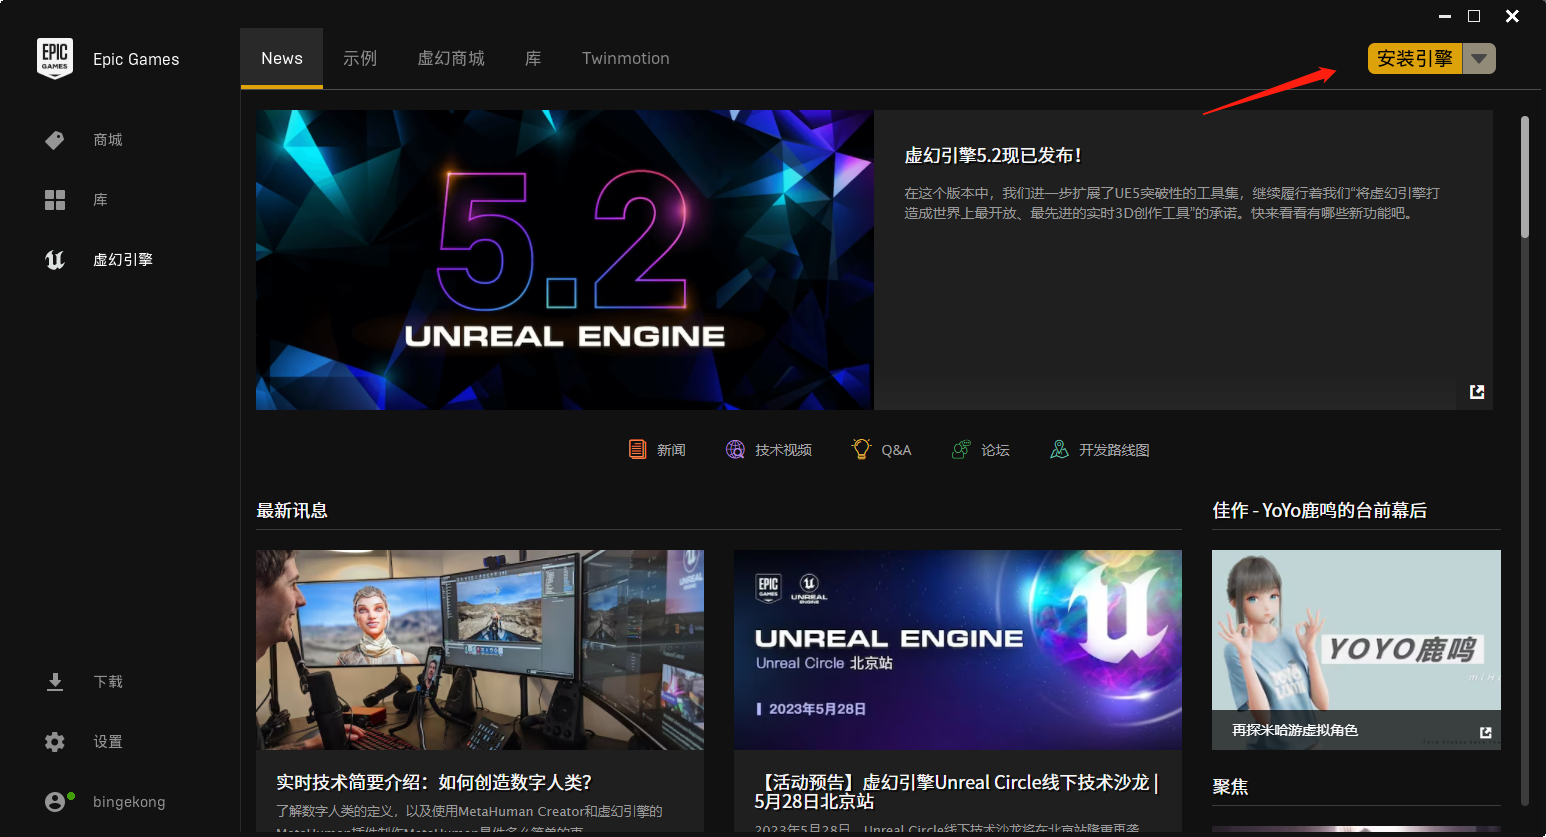 EPIC GAMES
Epic Games
News
示例
虚幻商城
库
Twinmotion
安装引擎
商城
库
虚幻引擎
下载
设置
bingekong
5.2
UNREAL ENGINE
虚幻引擎5.2现已发布！
在这个版本中，我们进一步扩展了UE5突破性的工具集，继续履行着我们“将虚幻引擎打
造成世界上最开放、最先进的实时3D创作工具”的承诺。快来看看有哪些新功能吧。
新闻
技术视频
Q&A
论坛
开发路线图
最新讯息
实时技术简要介绍：如何创造数字人类？
了解数字人类的定义，以及使用MetaHuman Creator和虚幻引擎的
EPIC GAMES
UNREAL ENGINE
UNREAL ENGINE
Unreal Circle 北京站
2023年5月28日
【活动预告】虚幻引擎Unreal Circle线下技术沙龙 |
5月28日北京站
2023年5月28日，Unreal Circle线下技术沙龙将在北京站隆重再袭
佳作 - YoYo鹿鸣的台前幕后
YOYO鹿鸣
再探米哈游虚拟角色
聚焦